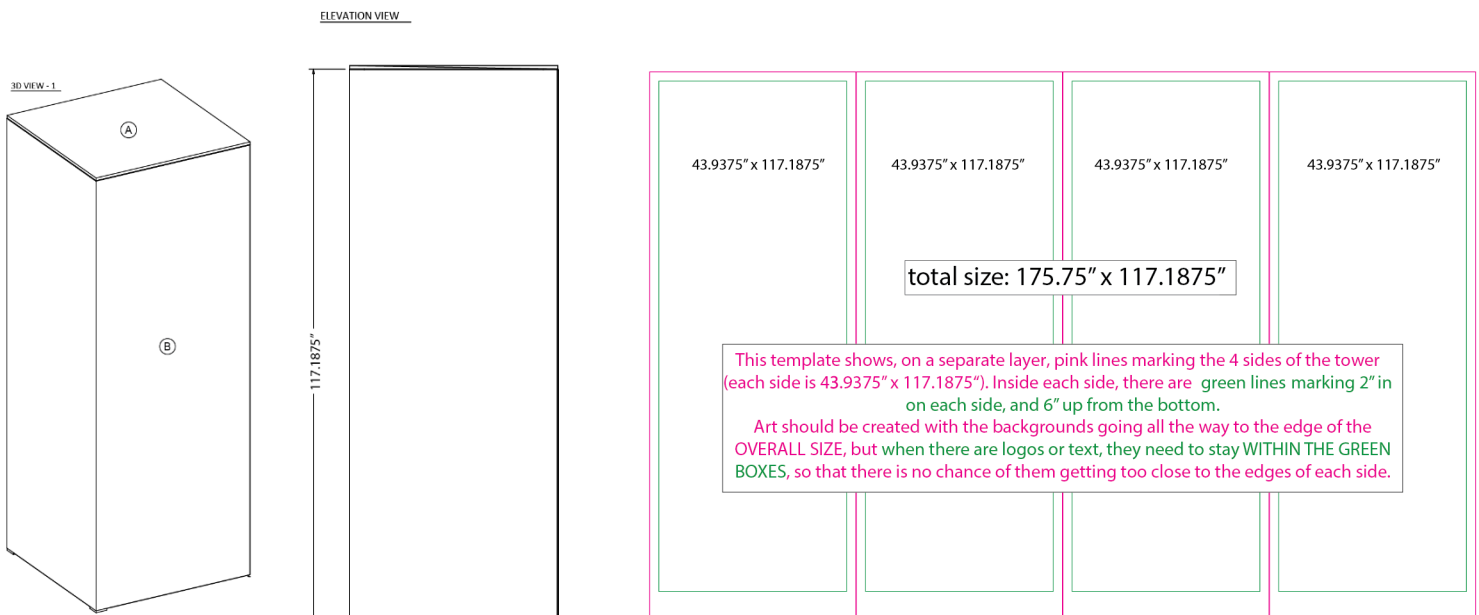 ELEVATION VIEW
3D VIEW - 1
A
B
117.1875”
43.9375” x 117.1875”
43.9375” x 117.1875”
43.9375” x 117.1875”
43.9375” x 117.1875”
total size: 175.75” x 117.1875”
This template shows, on a separate layer, pink lines marking the 4 sides of the tower
(each side is 43.9375” x 117.1875“). Inside each side, there are green lines marking 2” in
on each side, and 6” up from the bottom.
Art should be created with the backgrounds going all the way to the edge of the
OVERALL SIZE, but when there are logos or text, they need to stay WITHIN THE GREEN
BOXES, so that there is no chance of them getting too close to the edges of each side.